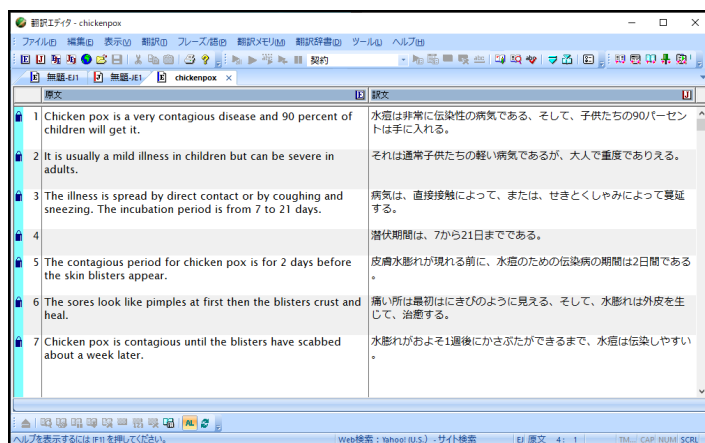 翻訳エディタ - chickenpox
ファイル(F) 編集(E) 表示(V) 翻訳(T) フレーズ/語(P) 翻訳メモリ(M) 翻訳辞書(D) ツール(L) ヘルプ(H)
契約
無題-EJ1 無題-JE1 chickenpox ×
原文 E 訳文 J
1 Chicken pox is a very contagious disease and 90 percent of
children will get it.
水痘は非常に伝染性の病気である、そして、子供たちの90パーセン
トは手に入れる。
2 It is usually a mild illness in children but can be severe in
adults.
それは通常子供たちの軽い病気であるが、大人で重度でありえる。
3 The illness is spread by direct contact or by coughing and
sneezing. The incubation period is from 7 to 21 days.
病気は、直接接触によって、または、せきとくしゃみによって蔓延
する。
4
潜伏期間は、7から21日までである。
5 The contagious period for chicken pox is for 2 days before
the skin blisters appear.
皮膚水膨れが現れる前に、水痘のための伝染病の期間は2日間である
。
6 The sores look like pimples at first then the blisters crust and
heal.
痛い所は最初はにきびのように見える、そして、水膨れは外皮を生
じて、治癒する。
7 Chicken pox is contagious until the blisters have scabbed
about a week later.
水膨れがおよそ1週後にかさぶたができるまで、水痘は伝染しやすい
。
AL
ヘルプを表示するには [F1] を押してください。 Web検索 : Yahoo! (U.S.) - サイト検索 EJ 原文 4: 1 TM... CAP NUM SCRL